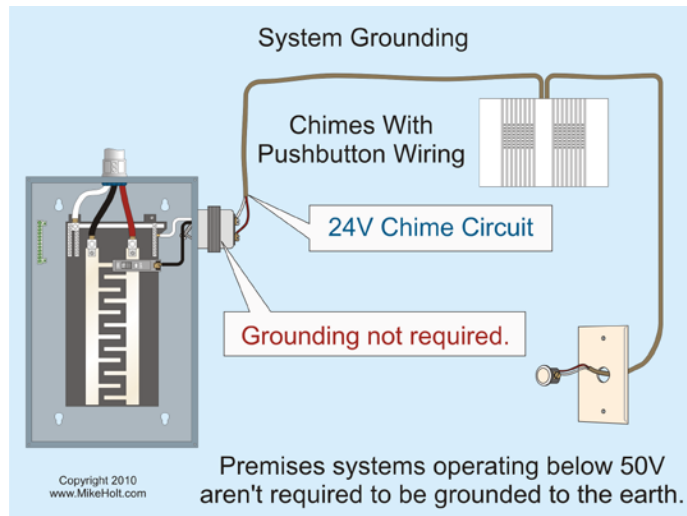 System Grounding
Chimes With
Pushbutton Wiring
24V Chime Circuit
Grounding not required.
Copyright 2010
www.MikeHolt.com
Premises systems operating below 50V
aren't required to be grounded to the earth.